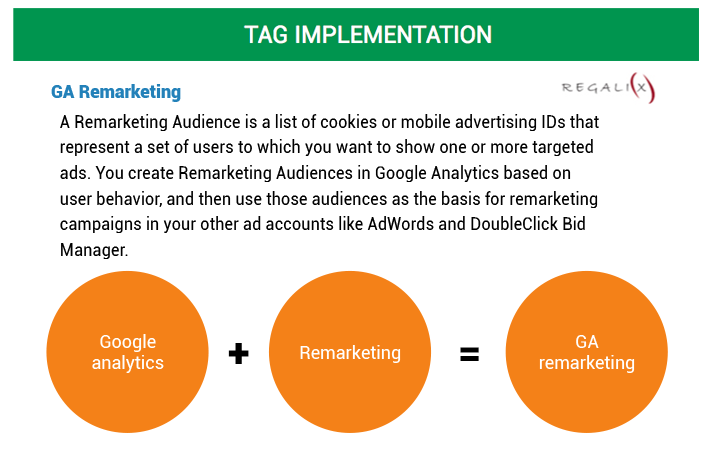 TAG IMPLEMENTATION
GA Remarketing
REGALI(X)
A Remarketing Audience is a list of cookies or mobile advertising IDs that
represent a set of users to which you want to show one or more targeted
ads. You create Remarketing Audiences in Google Analytics based on
user behavior, and then use those audiences as the basis for remarketing
campaigns in your other ad accounts like AdWords and DoubleClick Bid
Manager.
Google
analytics
+
Remarketing
=
GA
remarketing